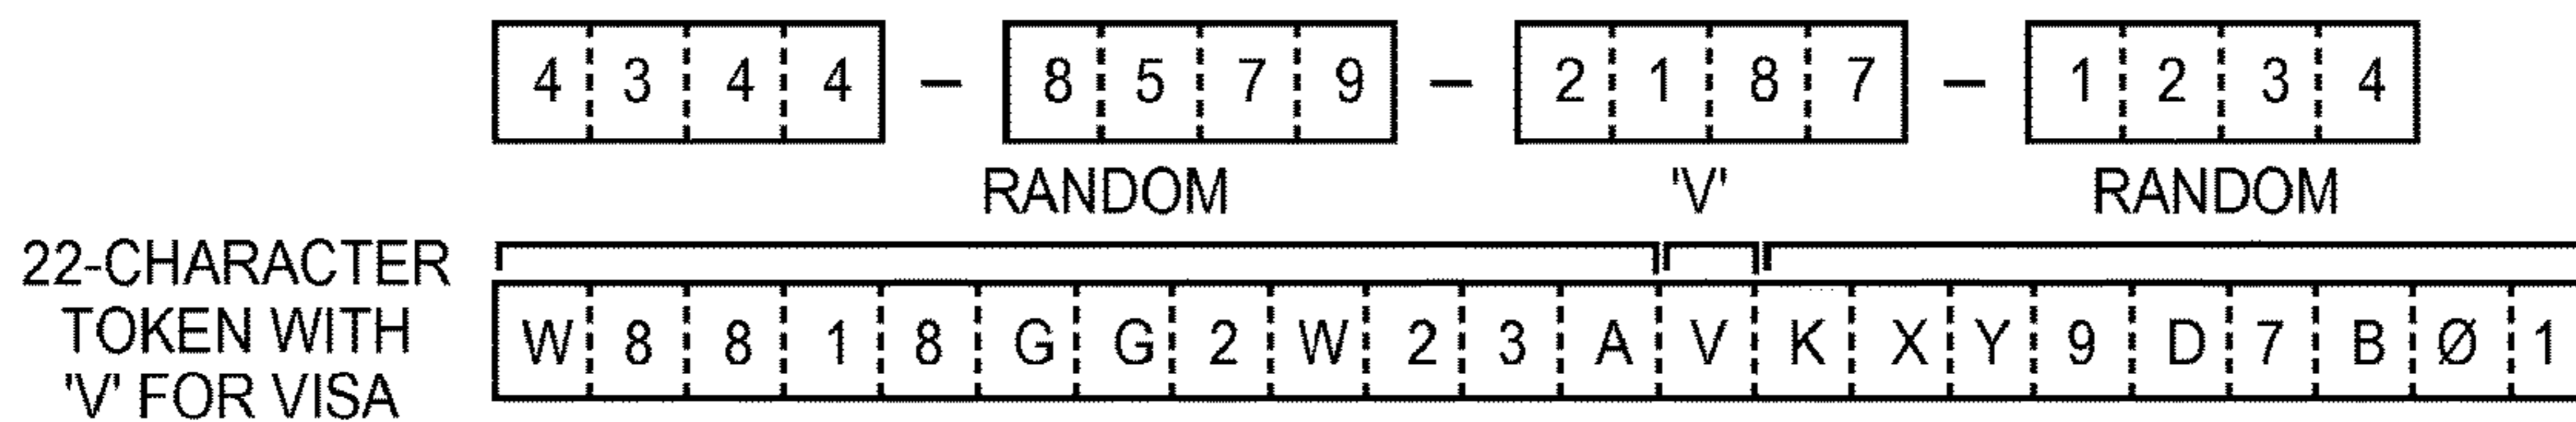 4 3 4 4 – 8 5 7 9 – 2 1 8 7 – 1 2 3 4
RANDOM 'V' RANDOM
22-CHARACTER
TOKEN WITH
'V' FOR VISA
W 8 8 1 8 G G 2 W 2 3 A V K X Y 9 D 7 B Ø 1